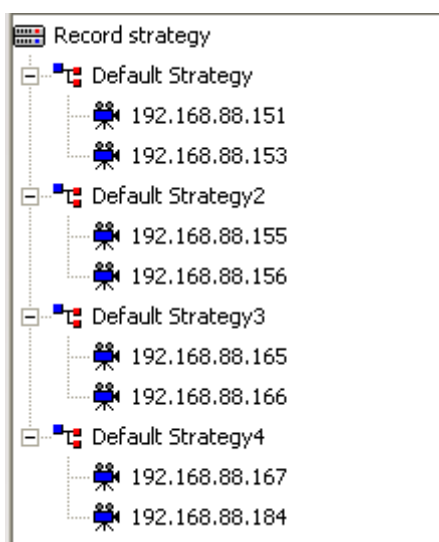 Record strategy
Default Strategy
192.168.88.151
192.168.88.153
Default Strategy2
192.168.88.155
192.168.88.156
Default Strategy3
192.168.88.165
192.168.88.166
Default Strategy4
192.168.88.167
192.168.88.184